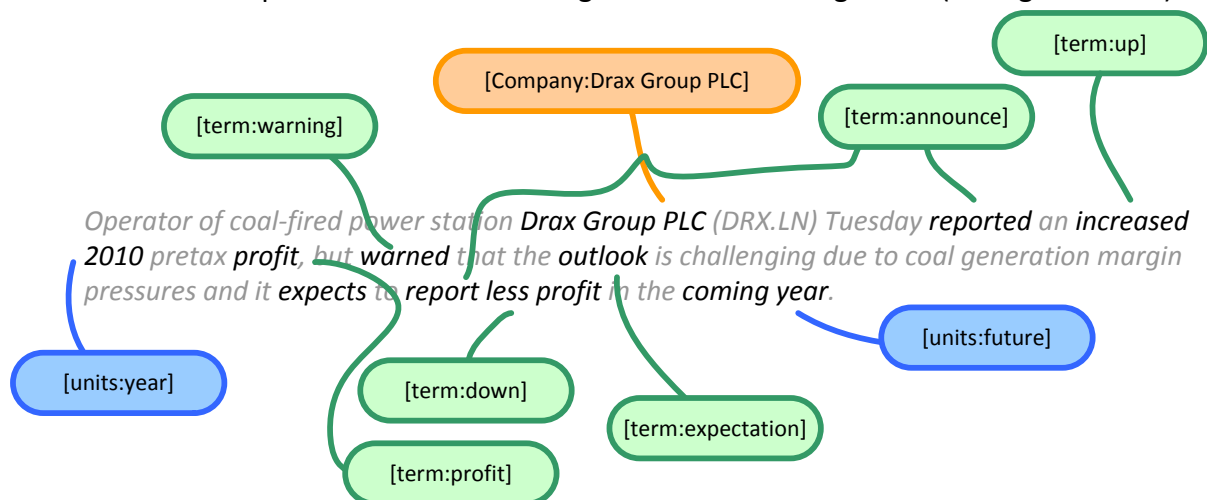 [term:up]
[Company:Drax Group PLC]
[term:warning]
[term:announce]
Operator of coal-fired power station Drax Group PLC (DRX.LN) Tuesday reported an increased
2010 pretax profit, but warned that the outlook is challenging due to coal generation margin
pressures and it expects to report less profit in the coming year.
[units:future]
[units:year]
[term:down]
[term:expectation]
[term:profit]